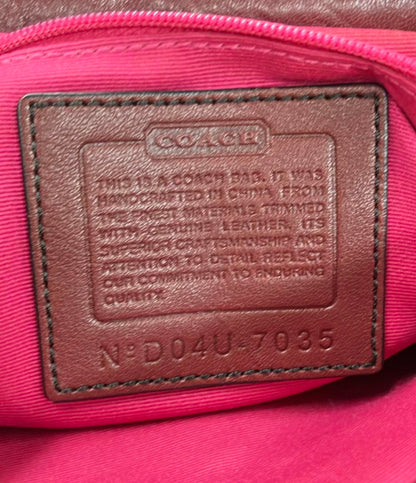 COACH
THIS IS A COACH BAG. IT WAS
HANDCRAFTED IN CHINA FROM
THE FINEST MATERIALS TRIMMED
WITH GENUINE LEATHER. ITS
SUPERIOR CRAFTSMANSHIP AND
ATTENTION TO DETAIL REFLECT
OUR COMMITMENT TO ENDURING
QUALITY.
Nº D04U-7035